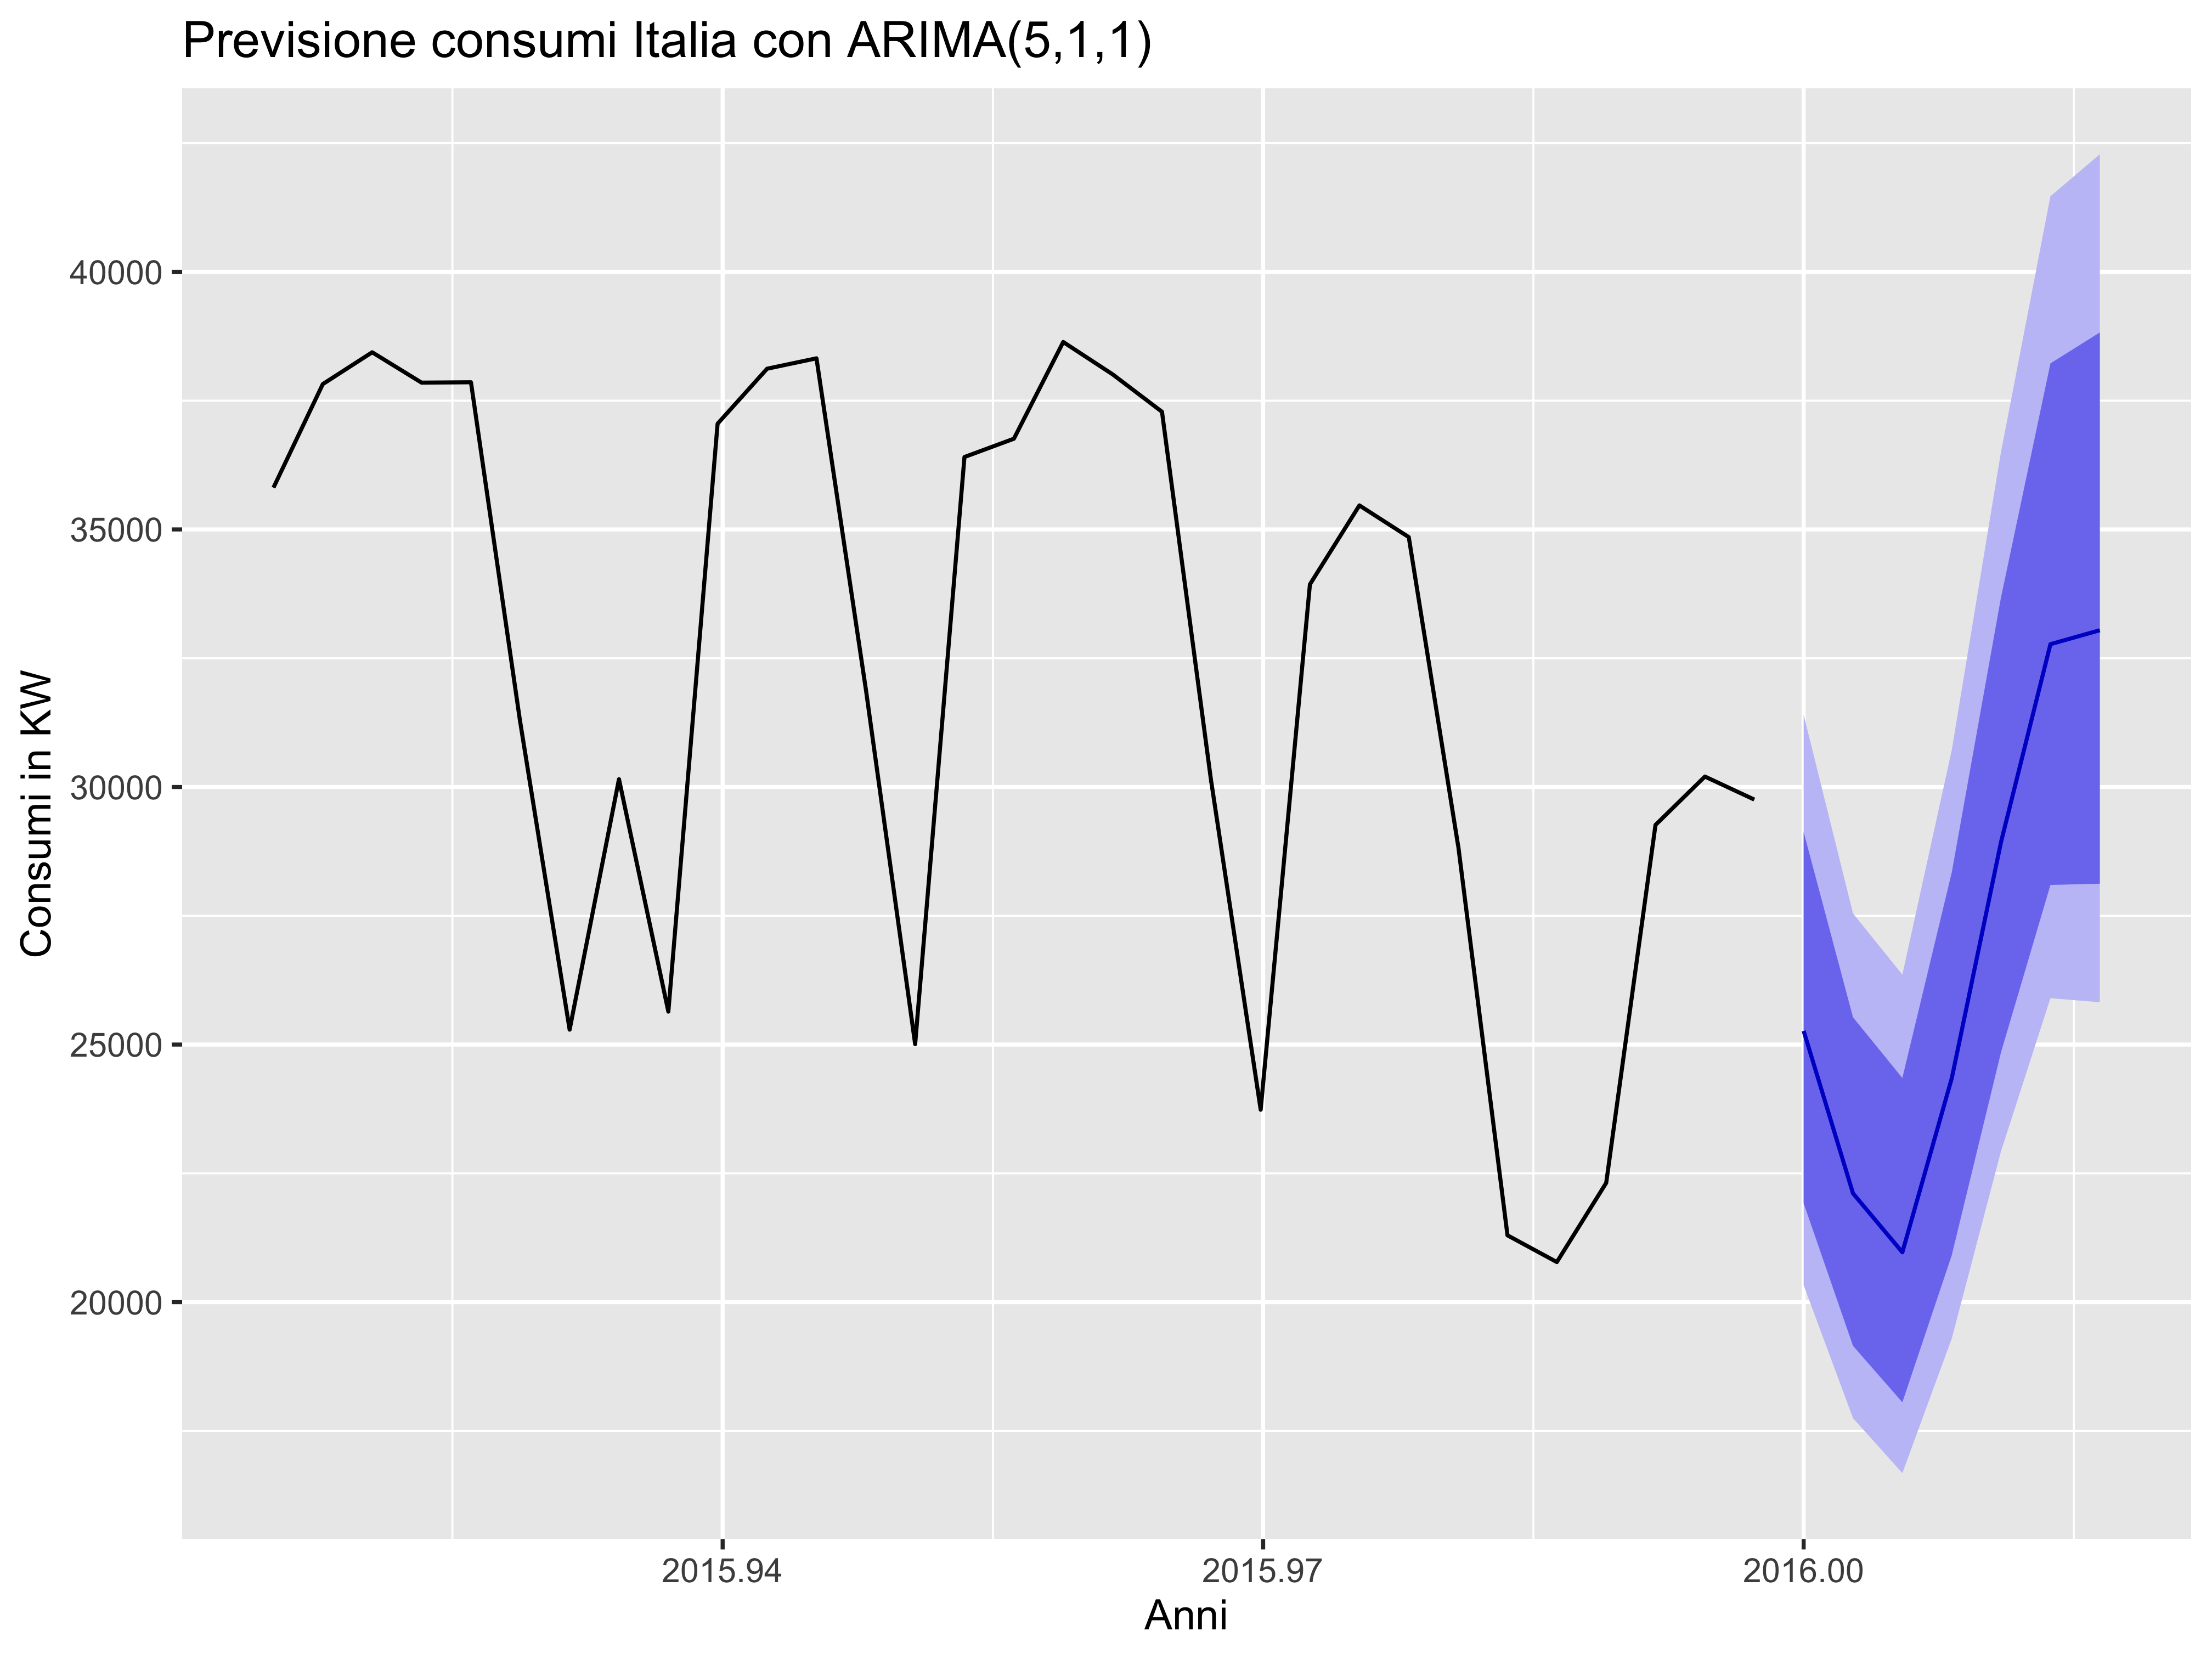 Previsione consumi Italia con ARIMA(5,1,1)
Consumi in KW
40000
35000
30000
25000
20000
2015.94
2015.97
2016.00
Anni